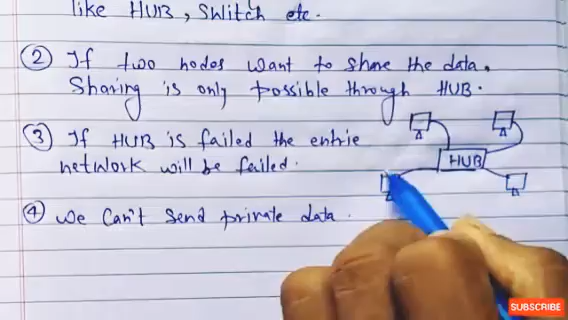 like HUB, Switch etc.
② If two nodes want to share the data.
Sharing is only possible through HUB.
③ If HUB is failed the entrie
network will be failed.
HUB
④ We Can't Send private data.
SUBSCRIBE